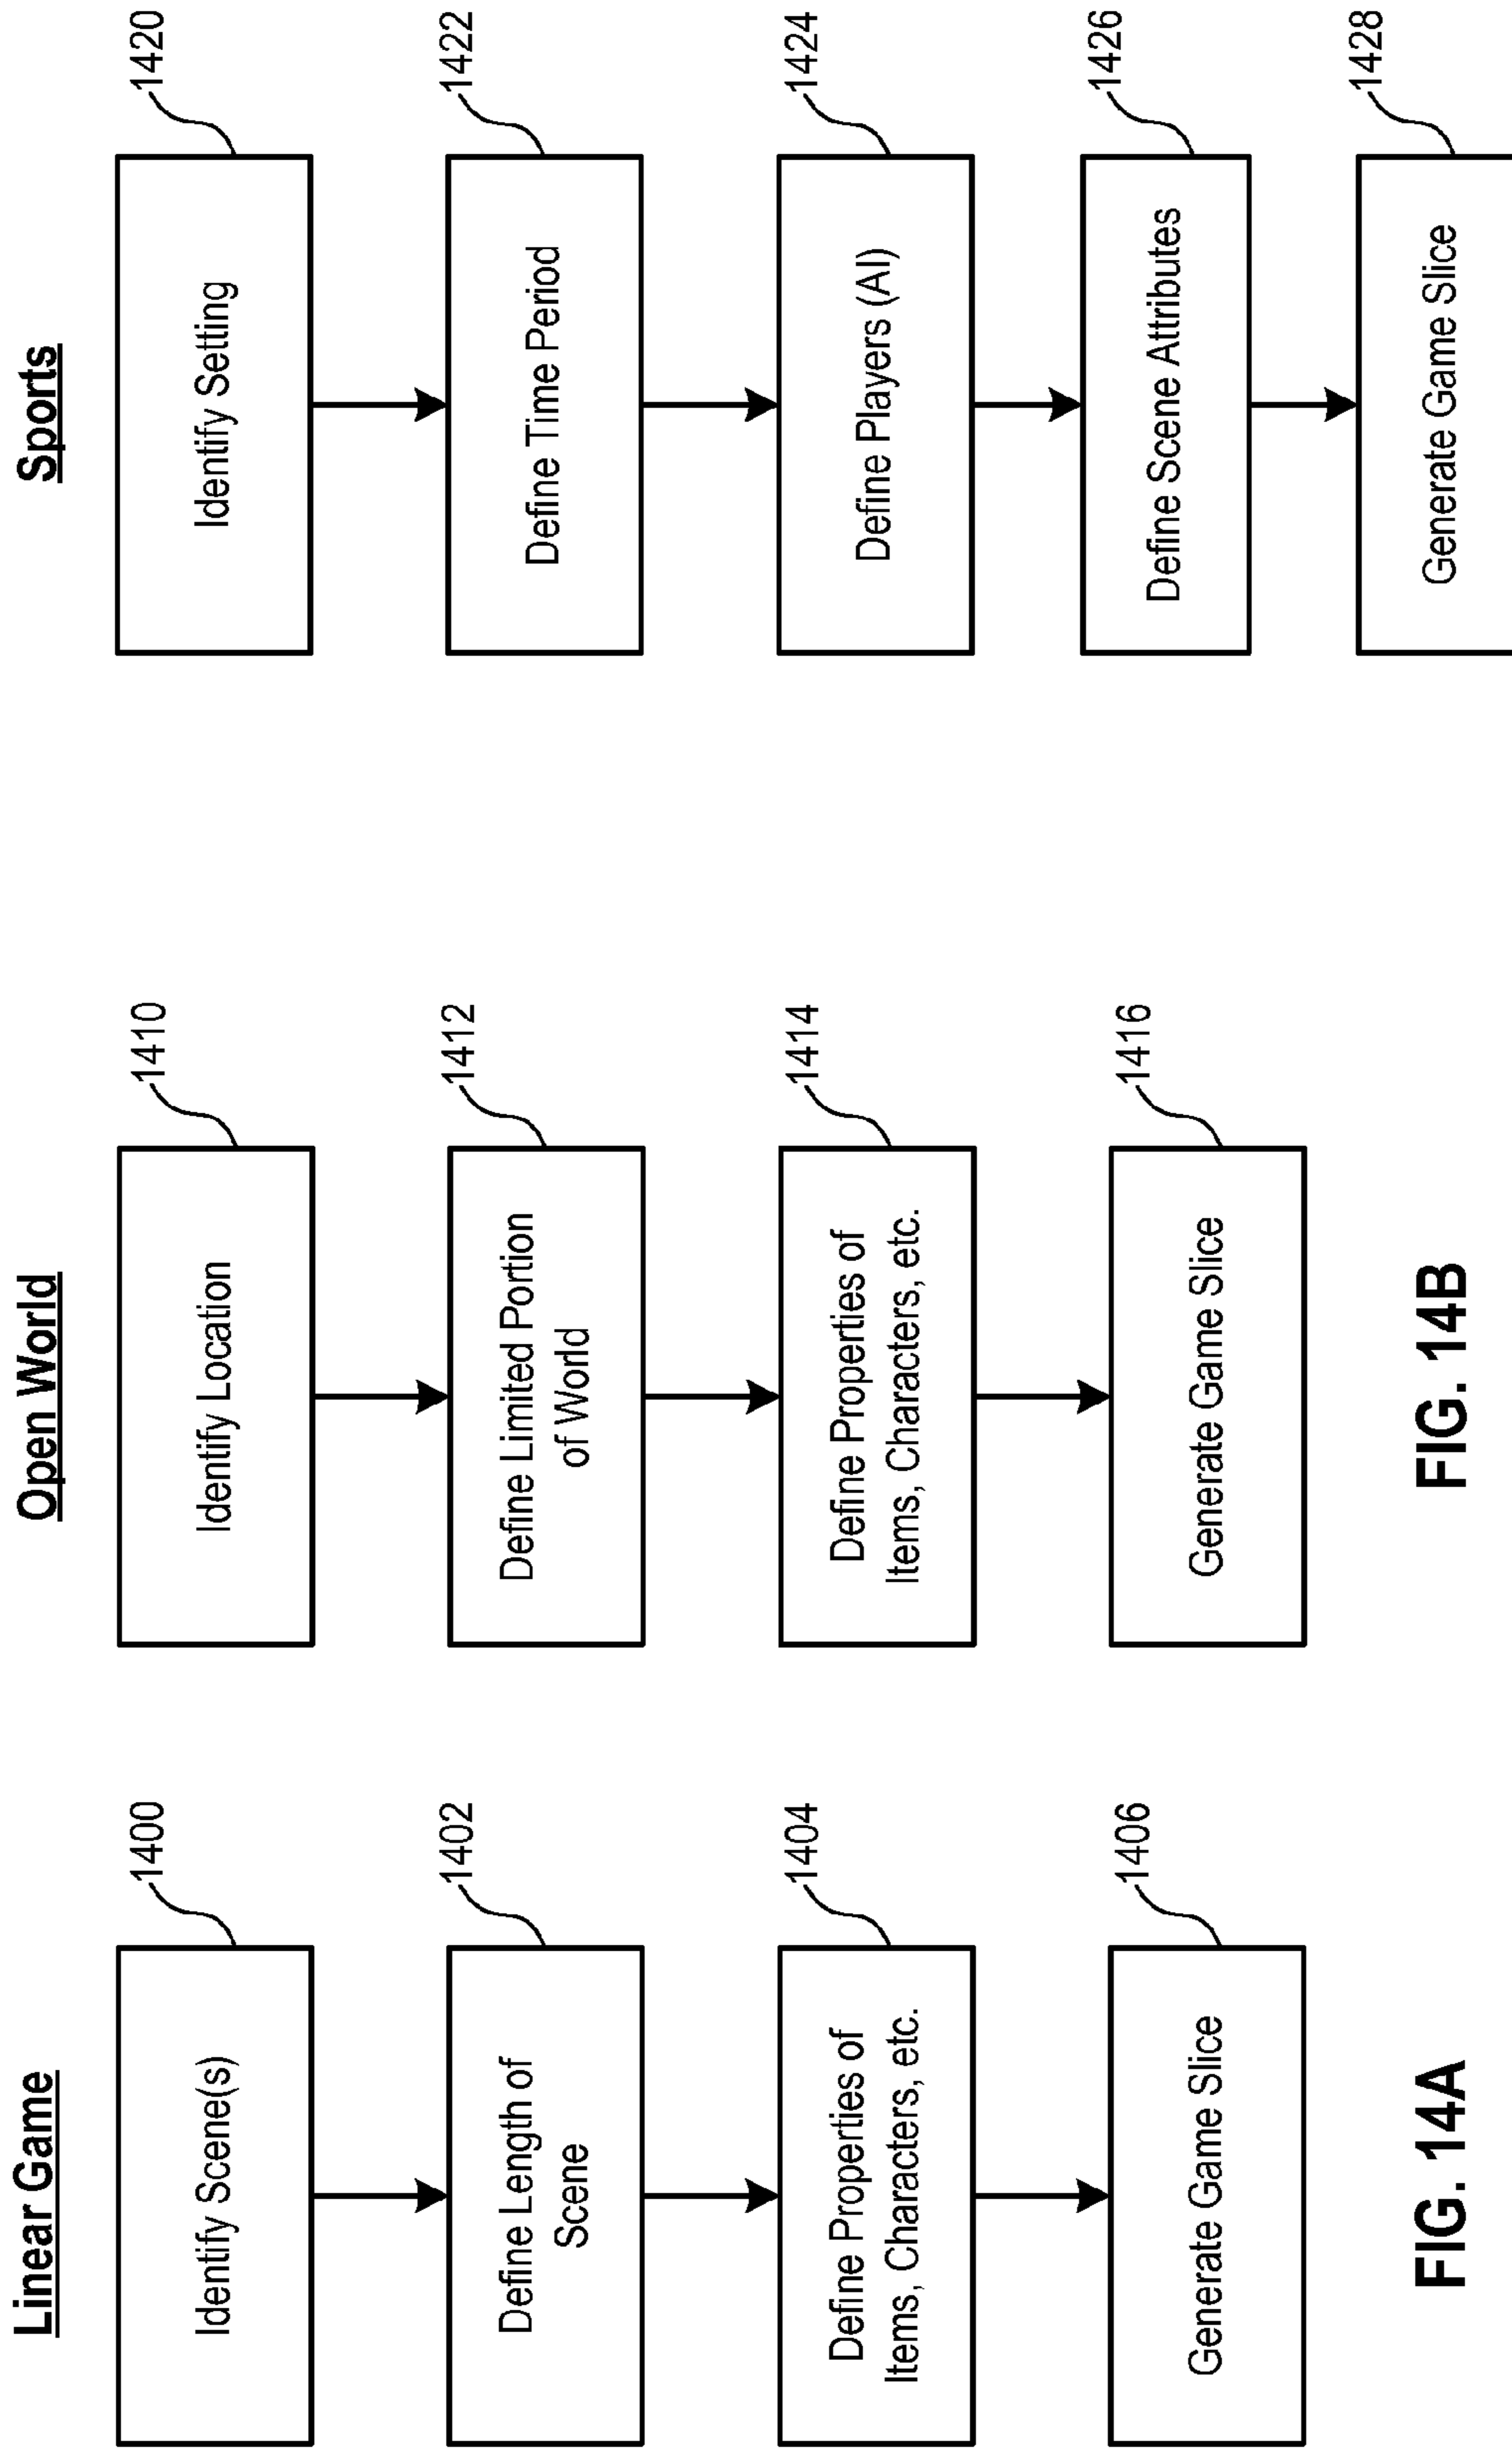 Linear Game
Identify Scene(s)
1400
Define Length of
Scene
1402
Define Properties of
Items, Characters, etc.
1404
Generate Game Slice
1406
FIG. 14A
Open World
Identify Location
1410
Define Limited Portion
of World
1412
Define Properties of
Items, Characters, etc.
1414
Generate Game Slice
1416
FIG. 14B
Sports
Identify Setting
1420
Define Time Period
1422
Define Players (AI)
1424
Define Scene Attributes
1426
Generate Game Slice
1428